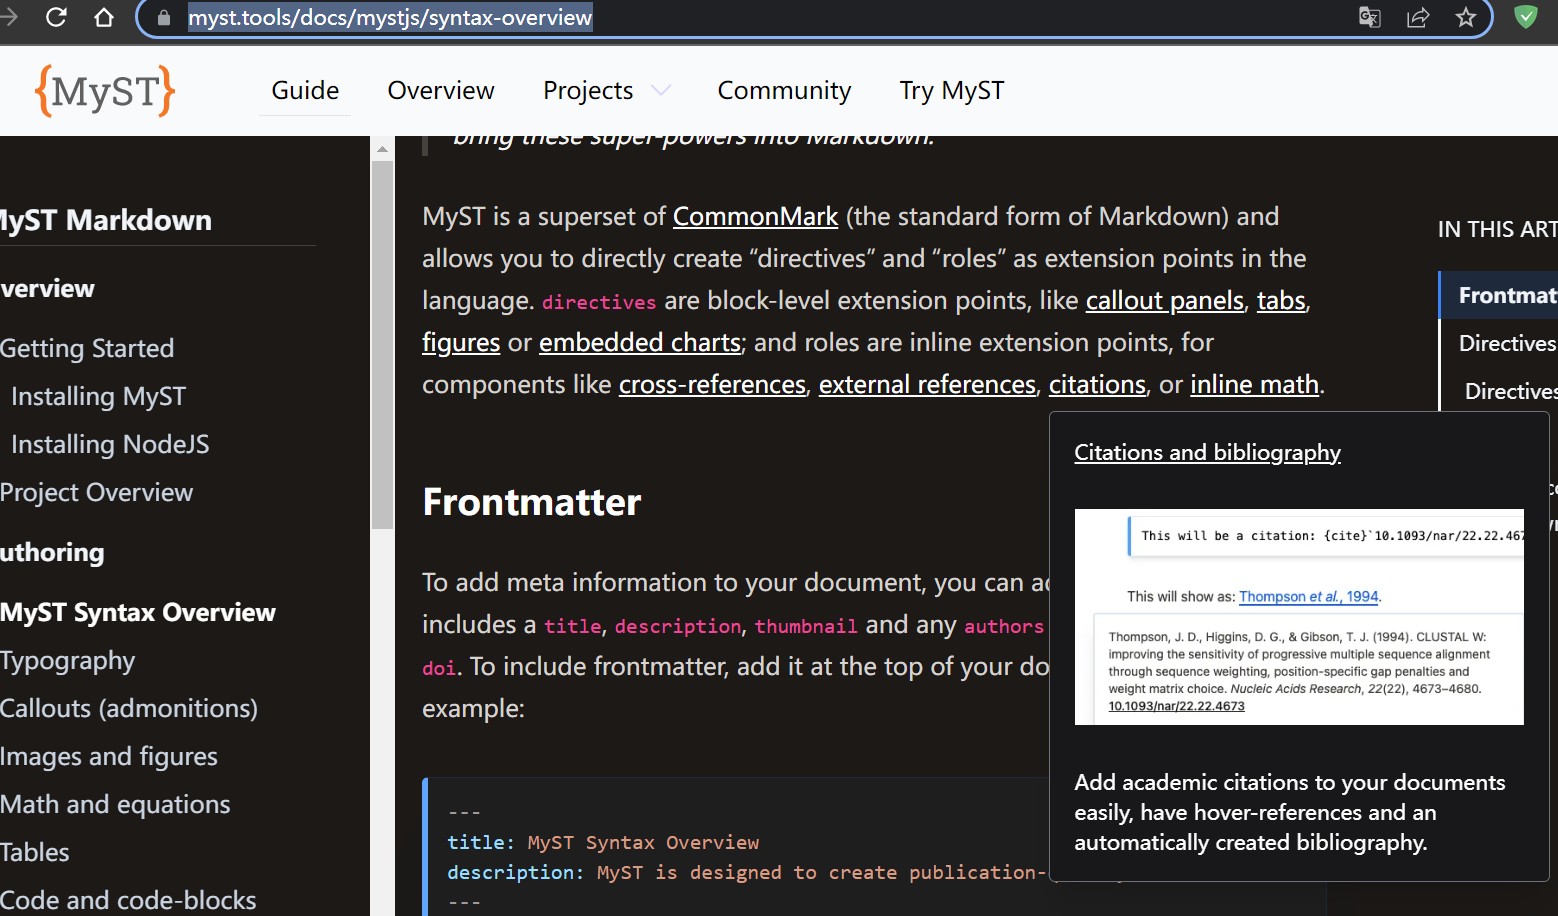 myst.tools/docs/mystjs/syntax-overview
{MyST}
Guide
Overview
Projects
Community
Try MyST
MyST Markdown
verview
Getting Started
Installing MyST
Installing NodeJS
Project Overview
uthoring
MyST Syntax Overview
Typography
Callouts (admonitions)
Images and figures
Math and equations
Tables
Code and code-blocks
bring these super-powers into Markdown.
MyST is a superset of CommonMark (the standard form of Markdown) and
allows you to directly create “directives” and “roles” as extension points in the
language. directives are block-level extension points, like callout panels, tabs,
figures or embedded charts; and roles are inline extension points, for
components like cross-references, external references, citations, or inline math.
Frontmatter
To add meta information to your document, you can
includes a title, description, thumbnail and any authors
doi. To include frontmatter, add it at the top of your do
example:
---
title: MyST Syntax Overview
description: MyST is designed to create publication-
---
Citations and bibliography
This will be a citation: {cite}`10.1093/nar/22.22.467
This will show as: Thompson et al., 1994.
Thompson, J. D., Higgins, D. G., & Gibson, T. J. (1994). CLUSTAL W:
improving the sensitivity of progressive multiple sequence alignment
through sequence weighting, position-specific gap penalties and
weight matrix choice. Nucleic Acids Research, 22(22), 4673–4680.
10.1093/nar/22.22.4673
Add academic citations to your documents
easily, have hover-references and an
automatically created bibliography.
IN THIS ART
Frontmat
Directives
Directives